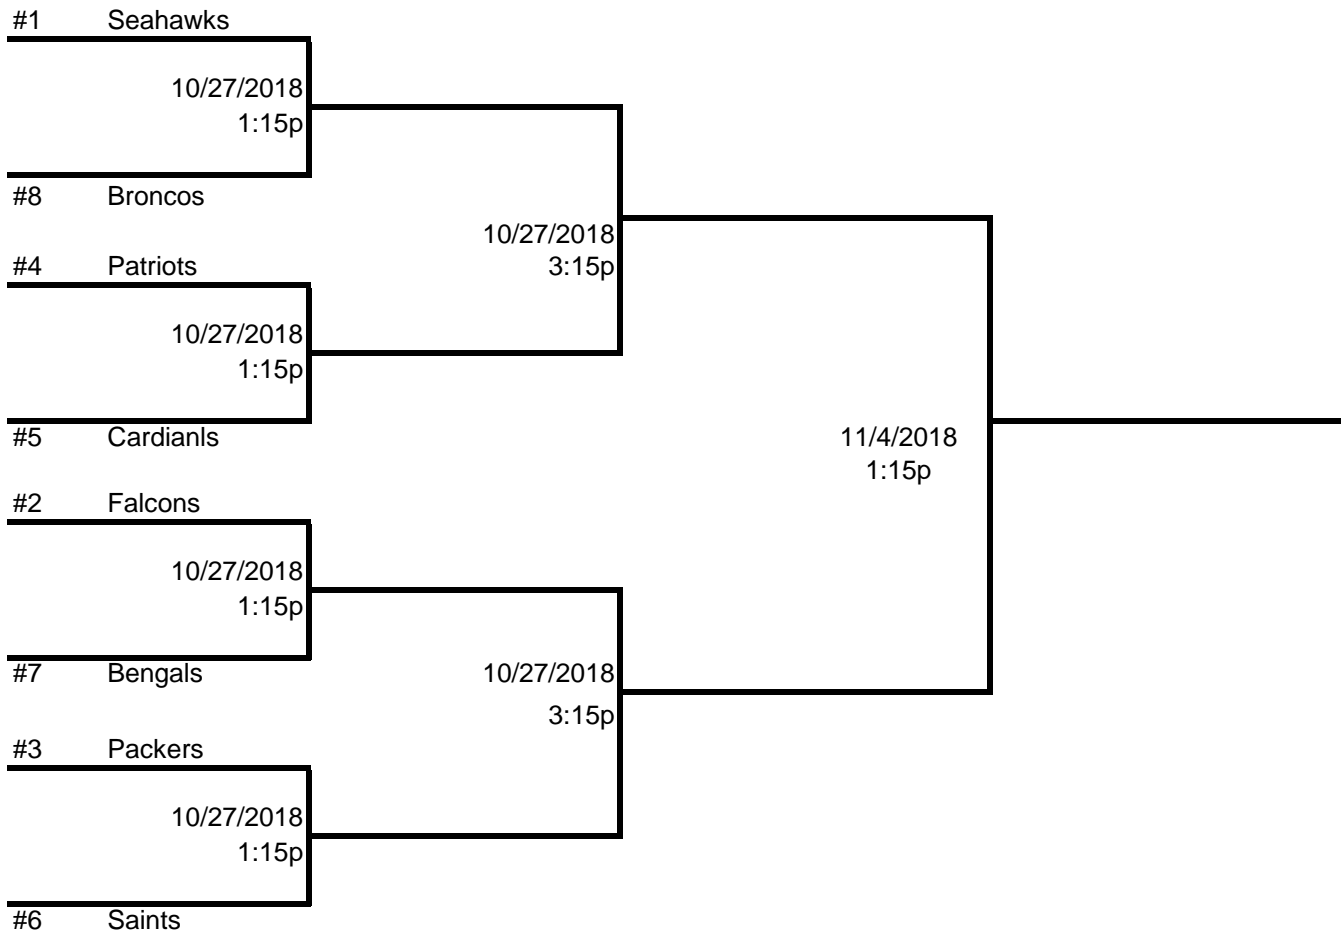 #1 Seahawks
10/27/2018
1:15p
#8 Broncos
10/27/2018
3:15p
#4 Patriots
10/27/2018
1:15p
#5 Cardianls
11/4/2018
1:15p
#2 Falcons
10/27/2018
1:15p
#7 Bengals
10/27/2018
3:15p
#3 Packers
10/27/2018
1:15p
#6 Saints